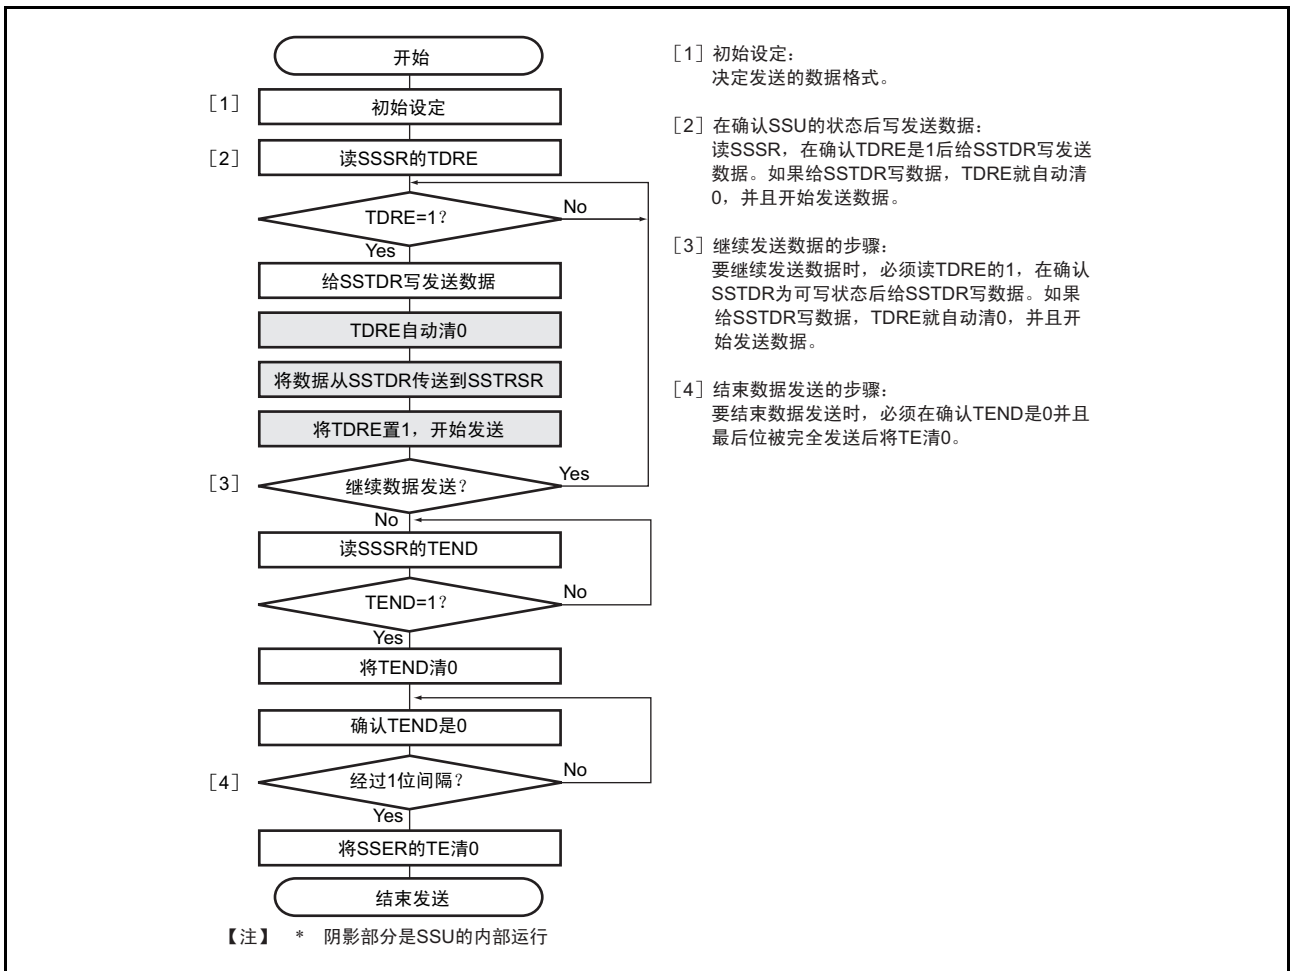 开始
[1]
初始设定
[2]
读SSSR的TDRE
TDRE=1?
No
Yes
给SSTDR写发送数据
TDRE自动清0
将数据从SSTDR传送到SSTRSR
将TDRE置1，开始发送
[3]
继续数据发送?
Yes
No
读SSSR的TEND
TEND=1?
No
Yes
将TEND清0
确认TEND是0
[4]
经过1位间隔?
No
Yes
将SSER的TE清0
结束发送
【注】 * 阴影部分是SSU的内部运行
[1] 初始设定：
决定发送的数据格式。
[2] 在确认SSU的状态后写发送数据：
读SSSR，在确认TDRE是1后给SSTDR写发送
数据。如果给SSTDR写数据，TDRE就自动清
0，并且开始发送数据。
[3] 继续发送数据的步骤：
要继续发送数据时，必须读TDRE的1，在确认
SSTDR为可写状态后给SSTDR写数据。如果
给SSTDR写数据，TDRE就自动清0，并且开
始发送数据。
[4] 结束数据发送的步骤：
要结束数据发送时，必须在确认TEND是0并且
最后位被完全发送后将TE清0。